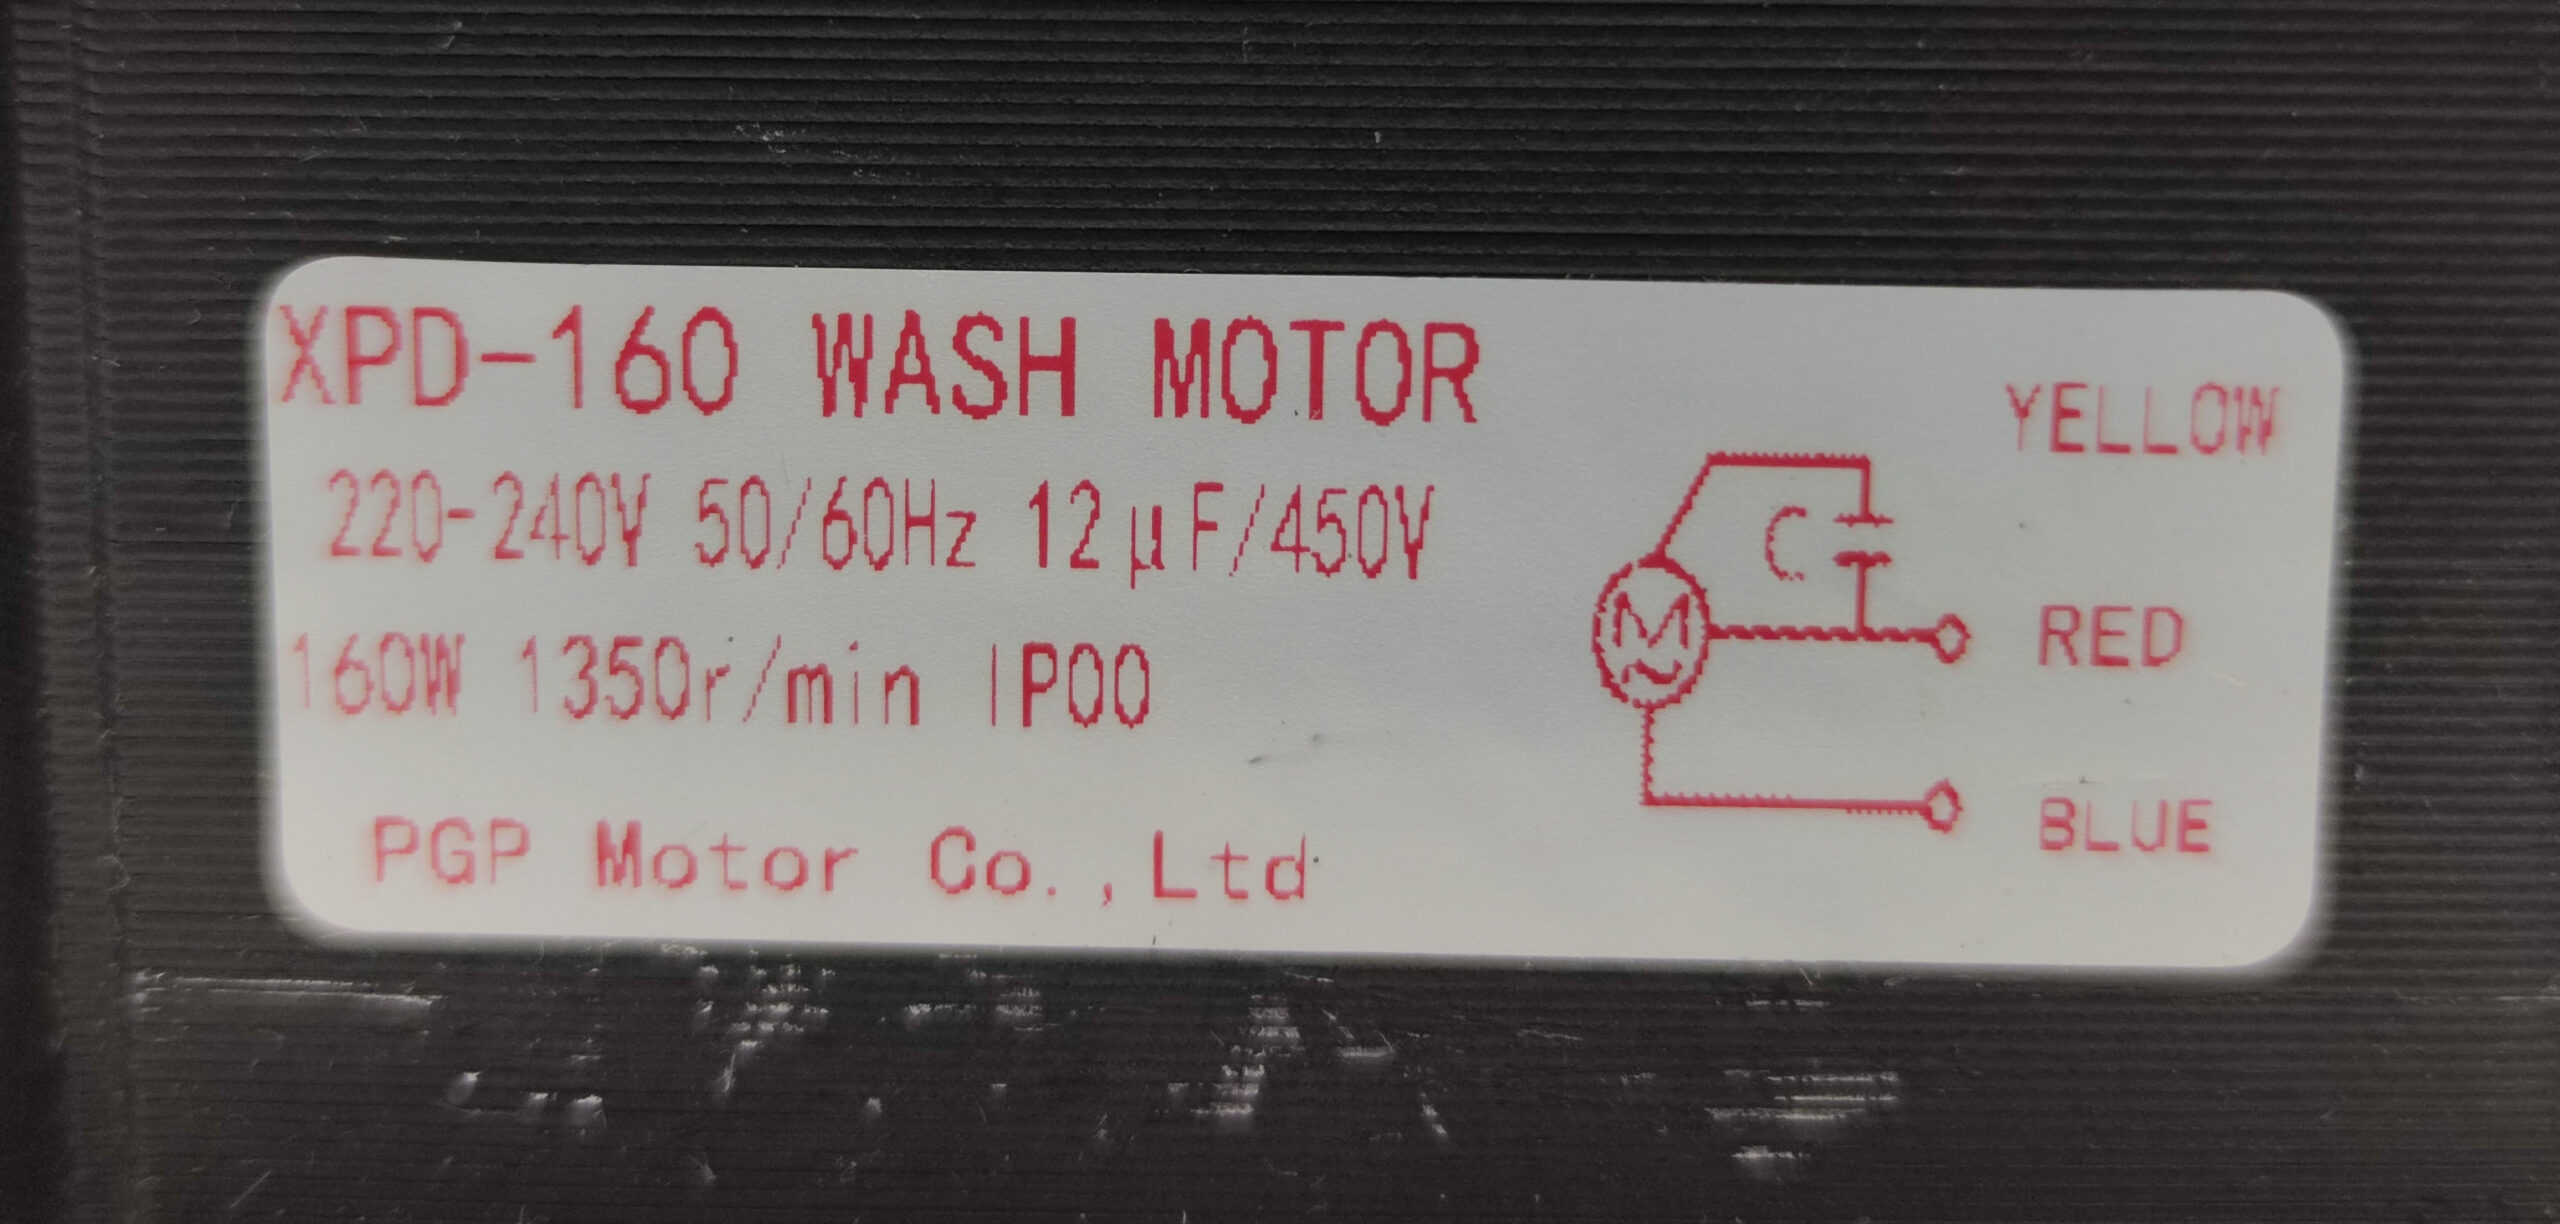 XPD-160 WASH MOTOR
220-240V 50/60Hz 12μF/450V
160W 1350r/min IP00
PGP Motor Co.,Ltd
YELLOW
C
RED
M
~
BLUE